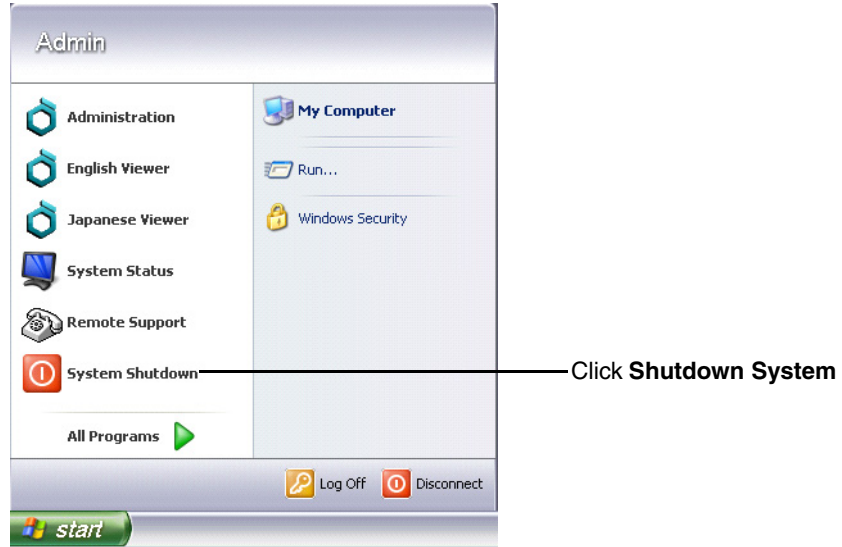 Admin
Administration
English Viewer
Japanese Viewer
System Status
Remote Support
System Shutdown
All Programs
My Computer
Run...
Windows Security
Click Shutdown System
Log Off
Disconnect
start